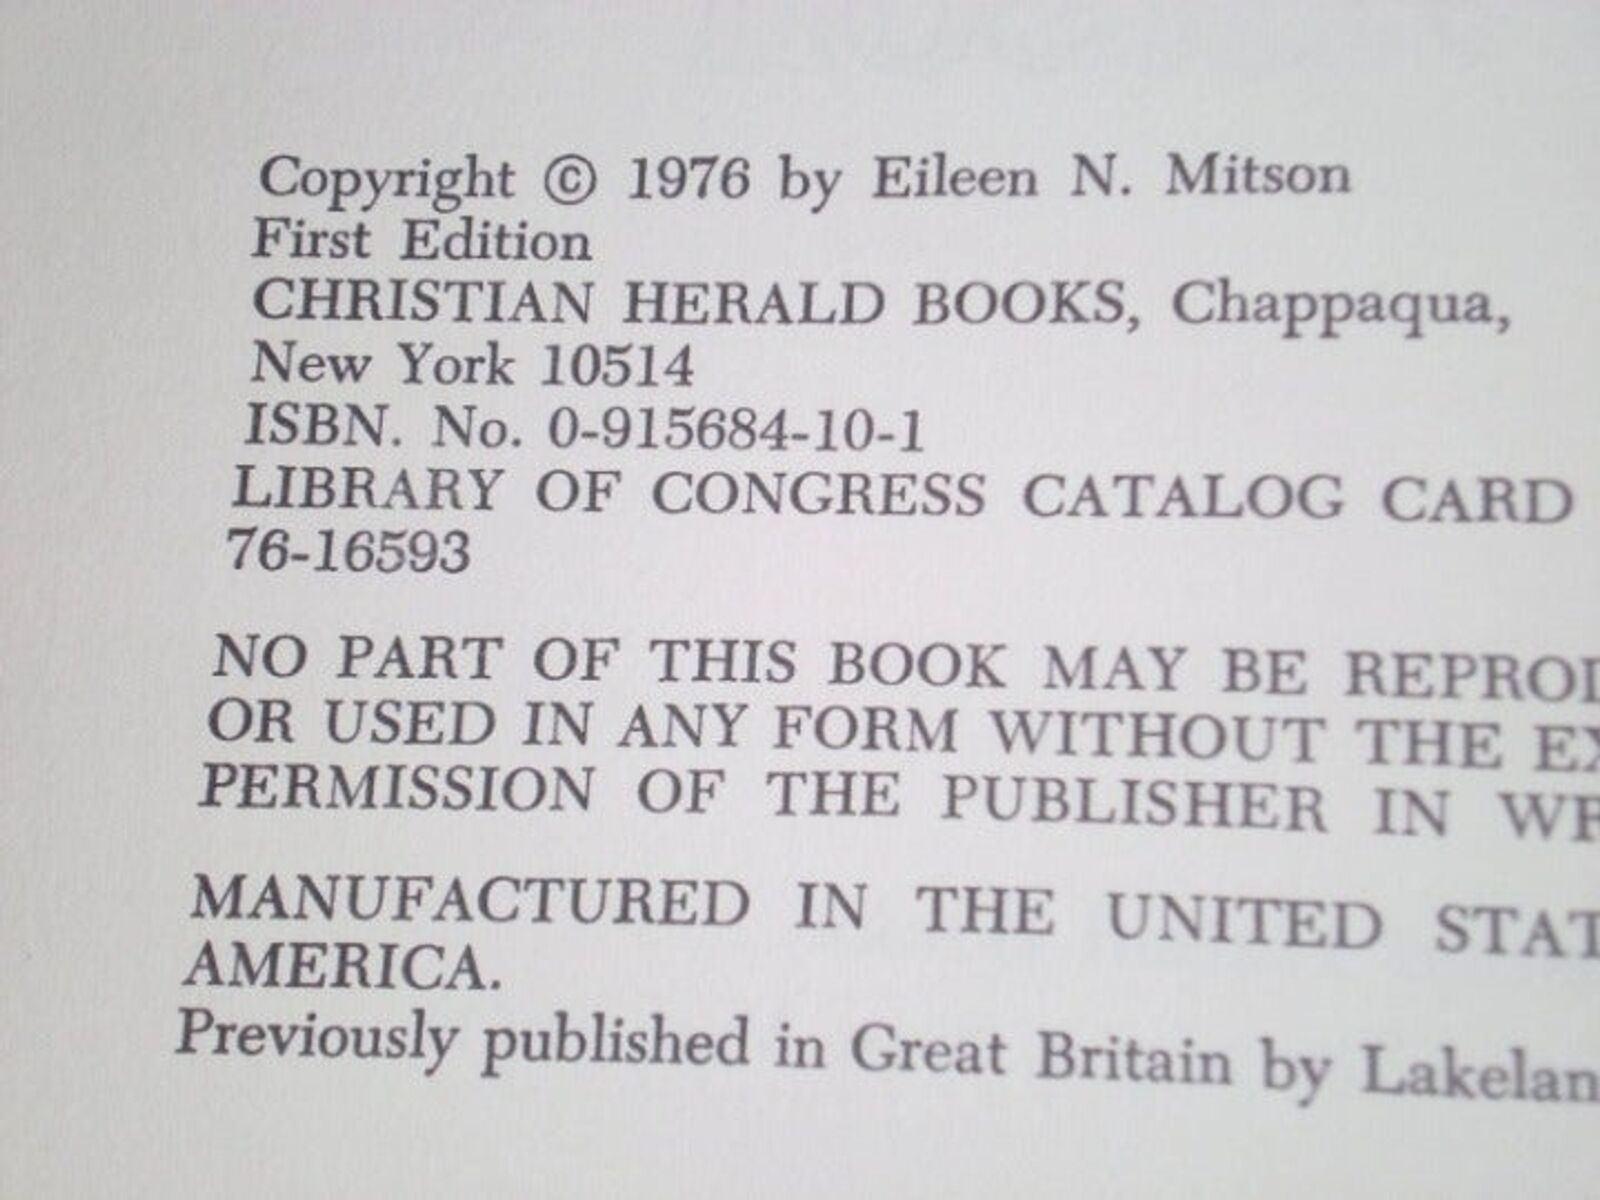 Copyright © 1976 by Eileen N. Mitson
First Edition
CHRISTIAN HERALD BOOKS, Chappaqua,
New York 10514
ISBN. No. 0-915684-10-1
LIBRARY OF CONGRESS CATALOG CARD
76-16593
NO PART OF THIS BOOK MAY BE
OR USED IN ANY FORM WITHOUT THE
PERMISSION OF THE PUBLISHER IN
MANUFACTURED IN THE UNITED
AMERICA.
Previously published in Great Britain by